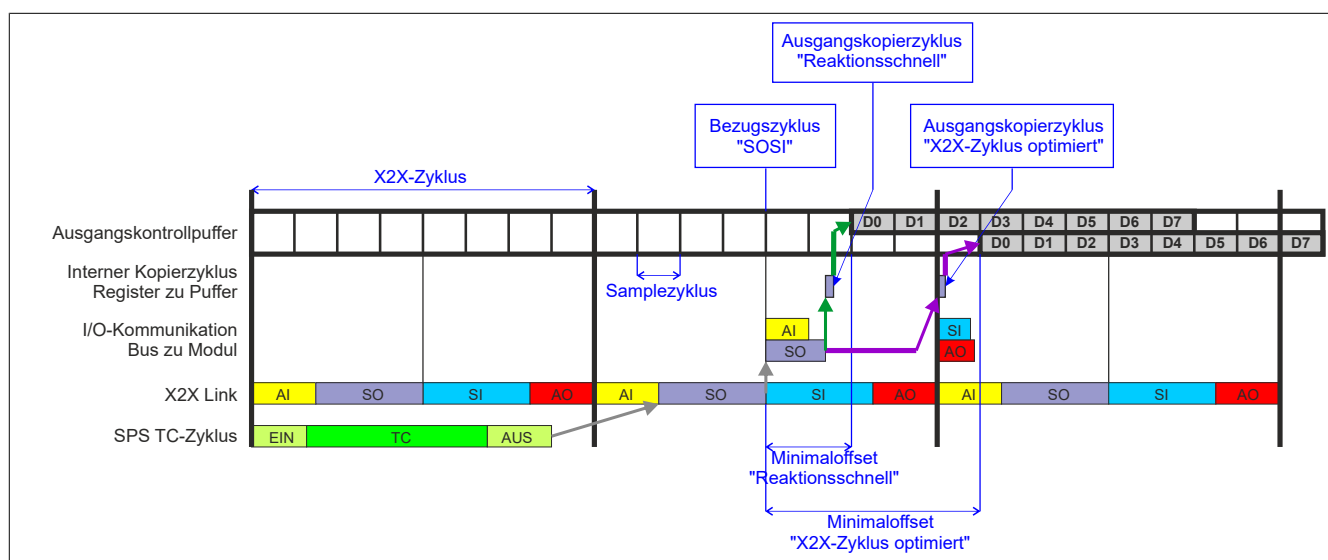 Ausgangskopierzyklus
"Reaktionsschnell"
Bezugszyklus
"SOSI"
Ausgangskopierzyklus
"X2X-Zyklus optimiert"
X2X-Zyklus
Ausgangskontrollpuffer
D0 D1 D2 D3 D4 D5 D6 D7
D0 D1 D2 D3 D4 D5 D6 D7
Interner Kopierzyklus
Register zu Puffer
Samplezyklus
I/O-Kommunikation
Bus zu Modul
AI SI
SO AO
X2X Link
AI SO SI AO AI SO SI AO AI SO SI AO
SPS TC-Zyklus
EIN TC AUS
Minimaloffset
"Reaktionsschnell"
Minimaloffset
"X2X-Zyklus optimiert"